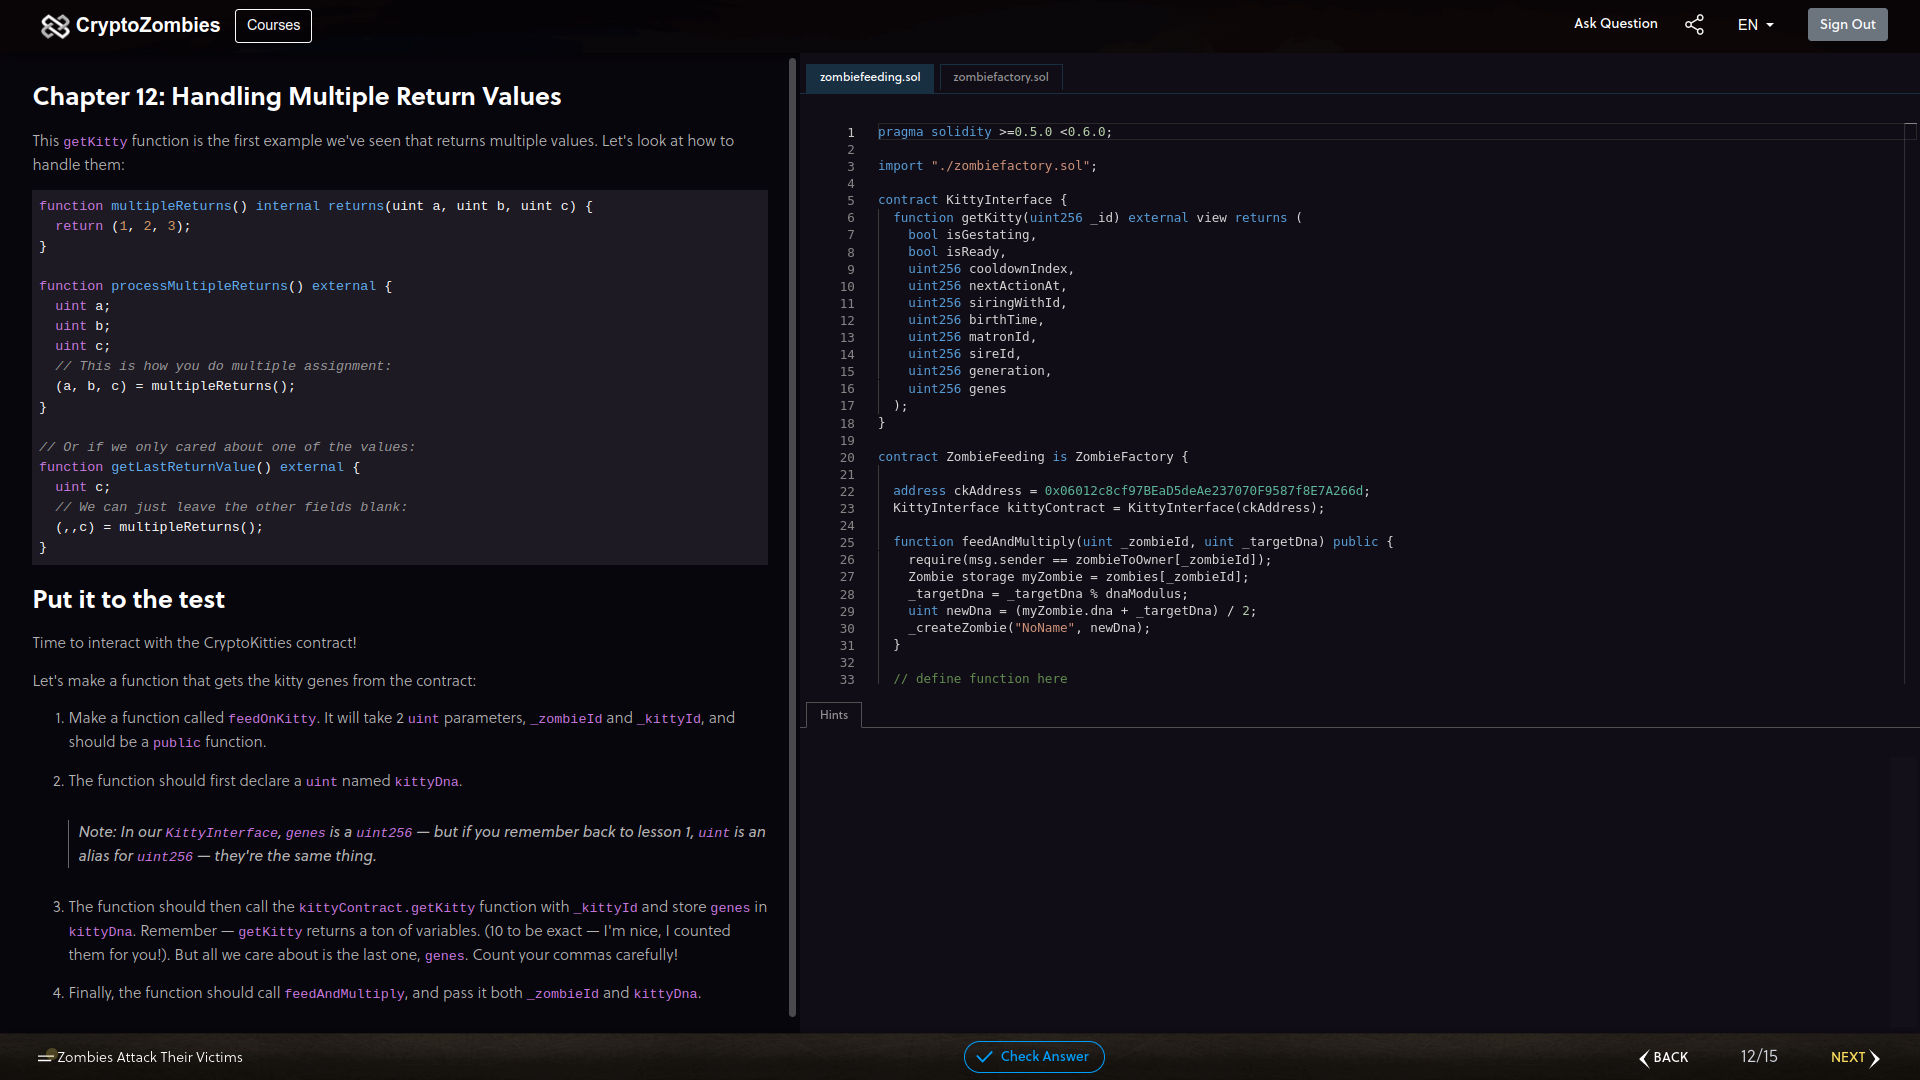 CryptoZombies
Courses
Ask Question
EN
Sign Out
Chapter 12: Handling Multiple Return Values
This getKitty function is the first example we've seen that returns multiple values. Let's look at how to
handle them:
function multipleReturns() internal returns(uint a, uint b, uint c) {
  return (1, 2, 3);
}
function processMultipleReturns() external {
  uint a;
  uint b;
  uint c;
  // This is how you do multiple assignment:
  (a, b, c) = multipleReturns();
}
// Or if we only cared about one of the values:
function getLastReturnValue() external {
  uint c;
  // We can just leave the other fields blank:
  (,,c) = multipleReturns();
}
Put it to the test
Time to interact with the CryptoKitties contract!
Let's make a function that gets the kitty genes from the contract:
1. Make a function called feedOnKitty. It will take 2 uint parameters, _zombieId and _kittyId, and
should be a public function.
2. The function should first declare a uint named kittyDna.
Note: In our KittyInterface, genes is a uint256 — but if you remember back to lesson 1, uint is an
alias for uint256 — they're the same thing.
3. The function should then call the kittyContract.getKitty function with _kittyId and store genes in
kittyDna. Remember — getKitty returns a ton of variables. (10 to be exact — I'm nice, I counted
them for you!). But all we care about is the last one, genes. Count your commas carefully!
4. Finally, the function should call feedAndMultiply, and pass it both _zombieId and kittyDna.
zombiefeeding.sol
zombiefactory.sol
1 pragma solidity >=0.5.0 <0.6.0;
2
3 import "./zombiefactory.sol";
4
5 contract KittyInterface {
6   function getKitty(uint256 _id) external view returns (
7     bool isGestating,
8     bool isReady,
9     uint256 cooldownIndex,
10     uint256 nextActionAt,
11     uint256 siringWithId,
12     uint256 birthTime,
13     uint256 matronId,
14     uint256 sireId,
15     uint256 generation,
16     uint256 genes
17   );
18 }
19
20 contract ZombieFeeding is ZombieFactory {
21
22   address ckAddress = 0x06012c8cf97BEaD5deAe237070F9587f8E7A266d;
23   KittyInterface kittyContract = KittyInterface(ckAddress);
24
25   function feedAndMultiply(uint _zombieId, uint _targetDna) public {
26     require(msg.sender == zombieToOwner[_zombieId]);
27     Zombie storage myZombie = zombies[_zombieId];
28     _targetDna = _targetDna % dnaModulus;
29     uint newDna = (myZombie.dna + _targetDna) / 2;
30     _createZombie("NoName", newDna);
31   }
32
33   // define function here
Hints
Zombies Attack Their Victims
Check Answer
BACK
12/15
NEXT